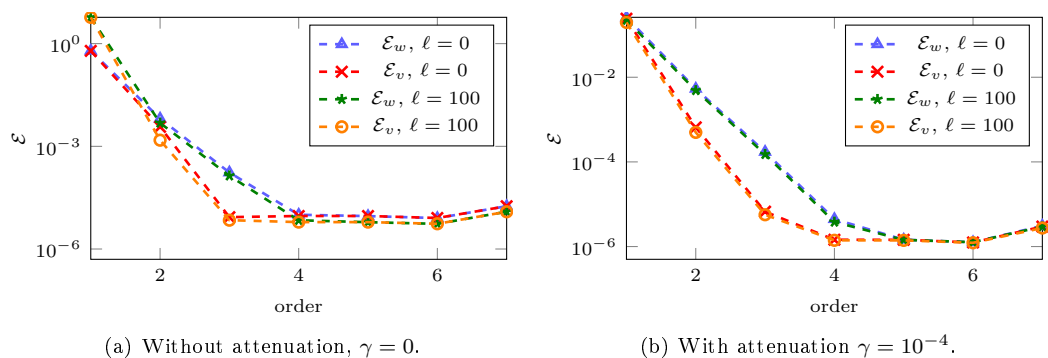 10⁰
10⁻³
10⁻⁶
ℰ
2
4
6
order
ℰ_w, ℓ = 0
ℰ_v, ℓ = 0
ℰ_w, ℓ = 100
ℰ_v, ℓ = 100
(a) Without attenuation, γ = 0.
10⁻²
10⁻⁴
10⁻⁶
ℰ
2
4
6
order
ℰ_w, ℓ = 0
ℰ_v, ℓ = 0
ℰ_w, ℓ = 100
ℰ_v, ℓ = 100
(b) With attenuation γ = 10⁻⁴.